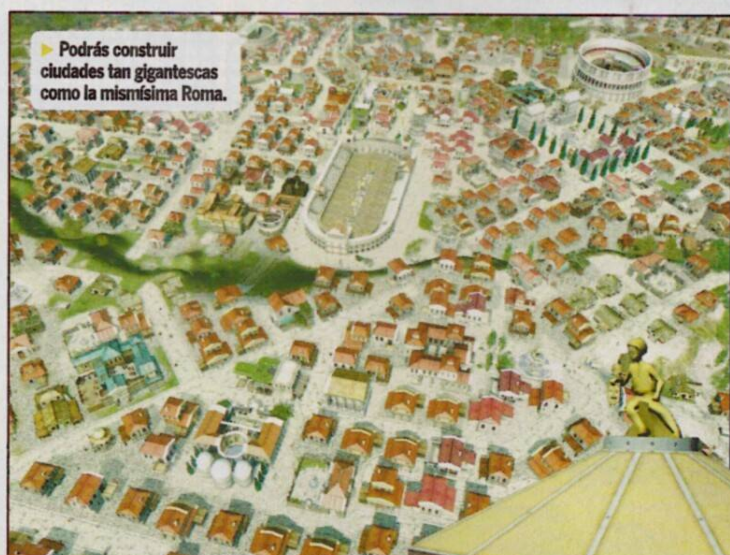 Podrás construir
ciudades tan gigantescas
como la mismísima Roma.